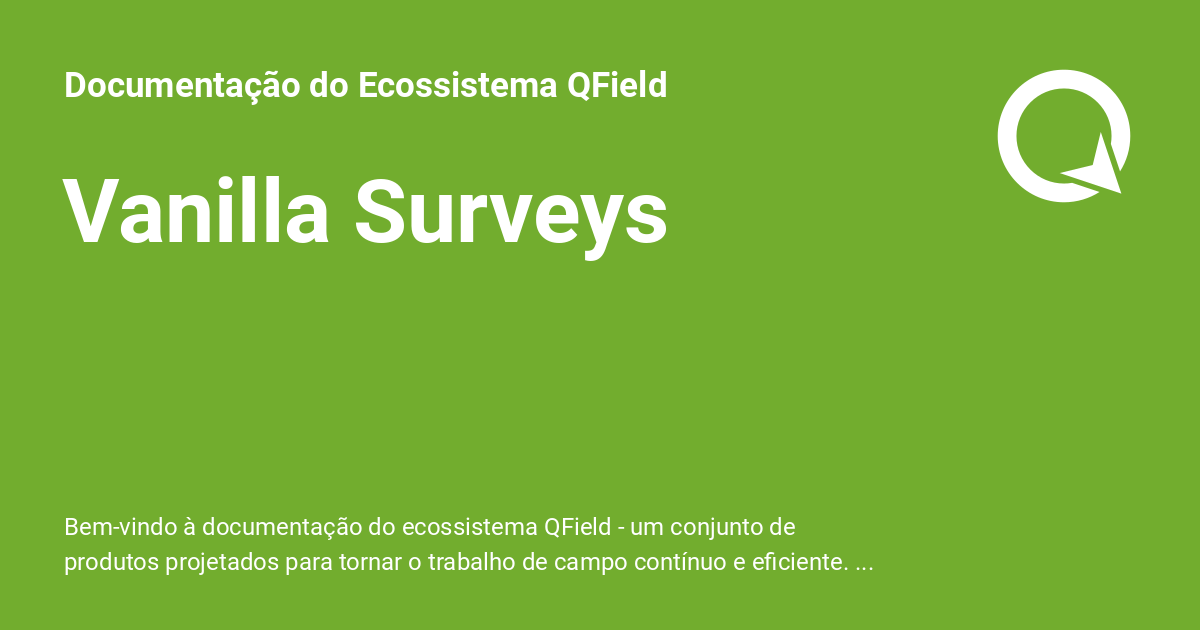 Documentação do Ecossistema QField
Vanilla Surveys
Bem-vindo à documentação do ecossistema QField - um conjunto de
produtos projetados para tornar o trabalho de campo contínuo e eficiente. ...